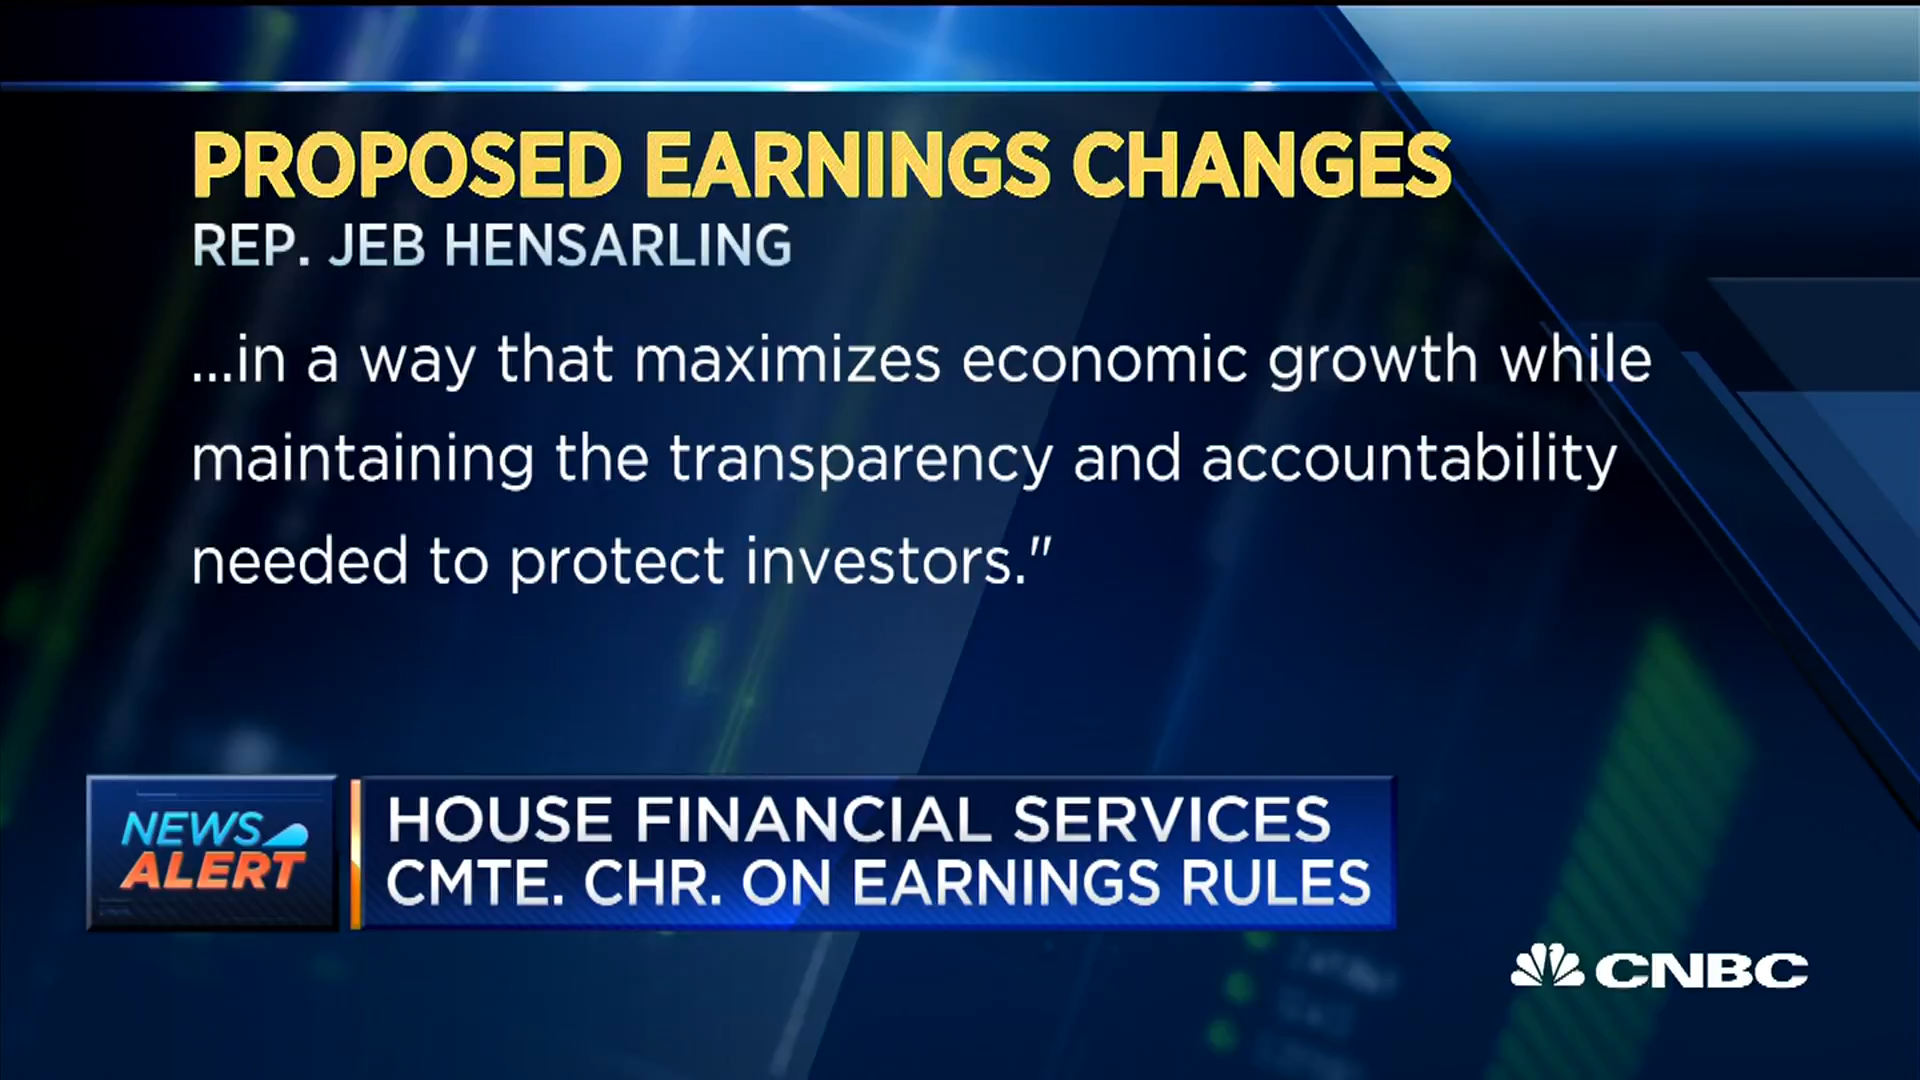 PROPOSED EARNINGS CHANGES
REP. JEB HENSARLING
...in a way that maximizes economic growth while
maintaining the transparency and accountability
needed to protect investors."
NEWS
ALERT
HOUSE FINANCIAL SERVICES
CMTE. CHR. ON EARNINGS RULES
CNBC